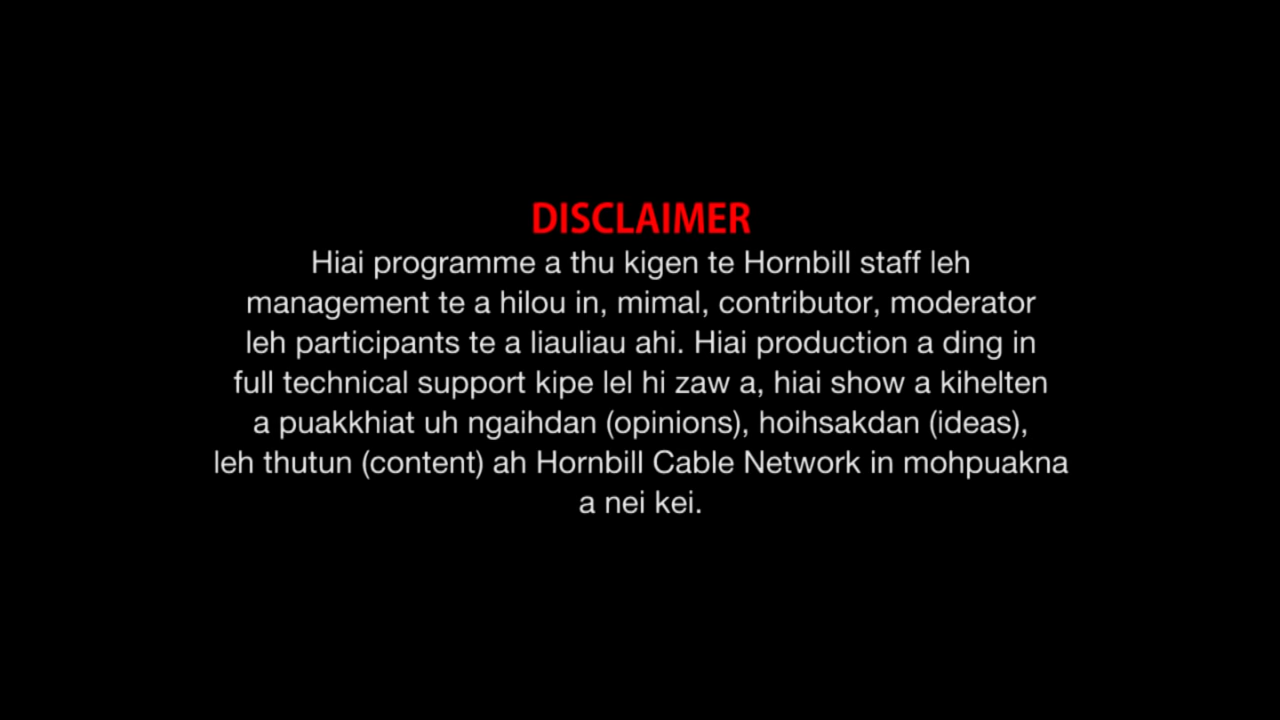 DISCLAIMER
Hiai programme a thu kigen te Hornbill staff leh
management te a hilou in, mimal, contributor, moderator
leh participants te a liauliau ahi. Hiai production a ding in
full technical support kipe lel hi zaw a, hiai show a kihelten
a puakkhiat uh ngaihdan (opinions), hoihsakdan (ideas),
leh thutun (content) ah Hornbill Cable Network in mohpuakna
a nei kei.